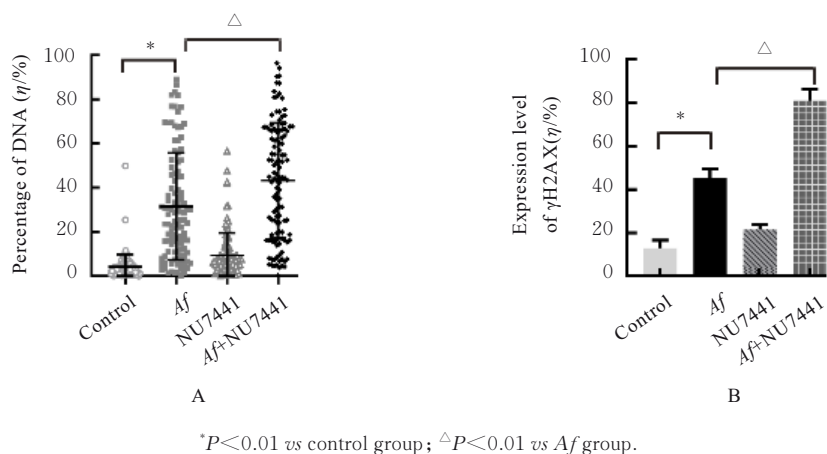 △
*
100
80
60
40
20
0
Percentage of DNA (η/%)
Control
Af
NU7441
Af+NU7441
A
△
*
100
80
60
40
20
0
Expression level
of γH2AX(η/%)
Control
Af
NU7441
Af+NU7441
B
*P<0.01 vs control group; △P<0.01 vs Af group.